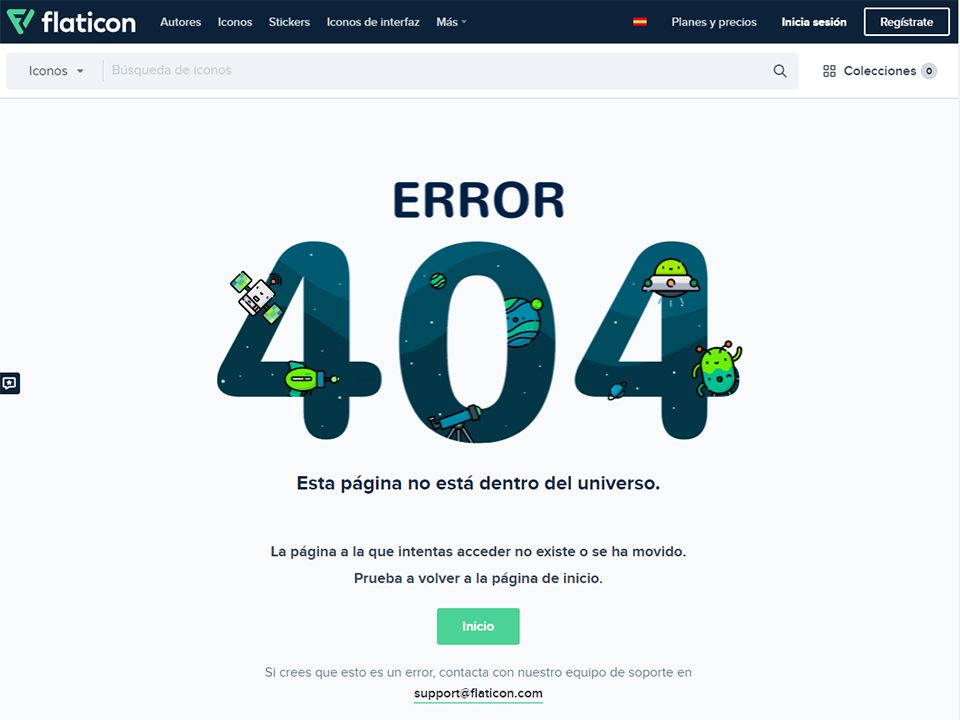 flaticon Autores Iconos Stickers Iconos de interfaz Más Planes y precios Inicia sesión Regístrate
Iconos Búsqueda de iconos Colecciones 0
ERROR
404
Esta página no está dentro del universo.
La página a la que intentas acceder no existe o se ha movido.
Prueba a volver a la página de inicio.
Inicio
Si crees que esto es un error, contacta con nuestro equipo de soporte en
support@flaticon.com